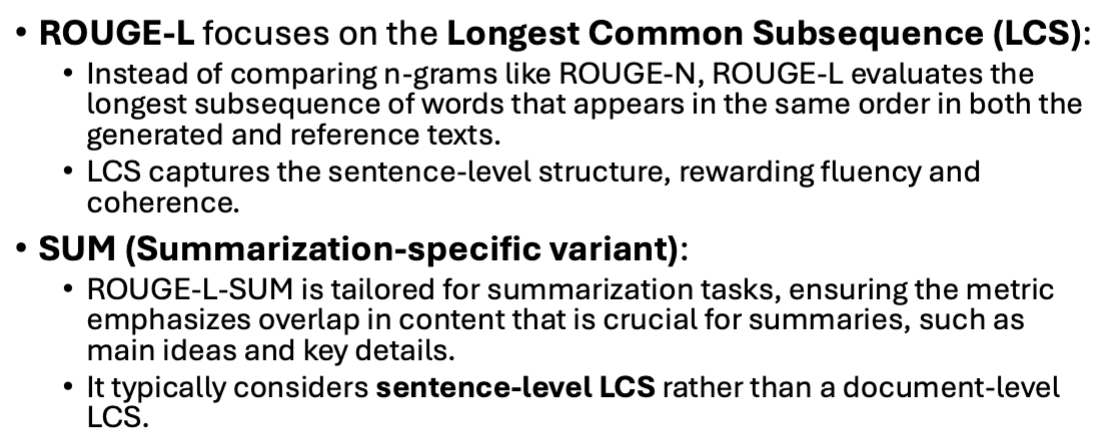 • ROUGE-L focuses on the Longest Common Subsequence (LCS):
• Instead of comparing n-grams like ROUGE-N, ROUGE-L evaluates the
longest subsequence of words that appears in the same order in both the
generated and reference texts.
• LCS captures the sentence-level structure, rewarding fluency and
coherence.
• SUM (Summarization-specific variant):
• ROUGE-L-SUM is tailored for summarization tasks, ensuring the metric
emphasizes overlap in content that is crucial for summaries, such as
main ideas and key details.
• It typically considers sentence-level LCS rather than a document-level
LCS.